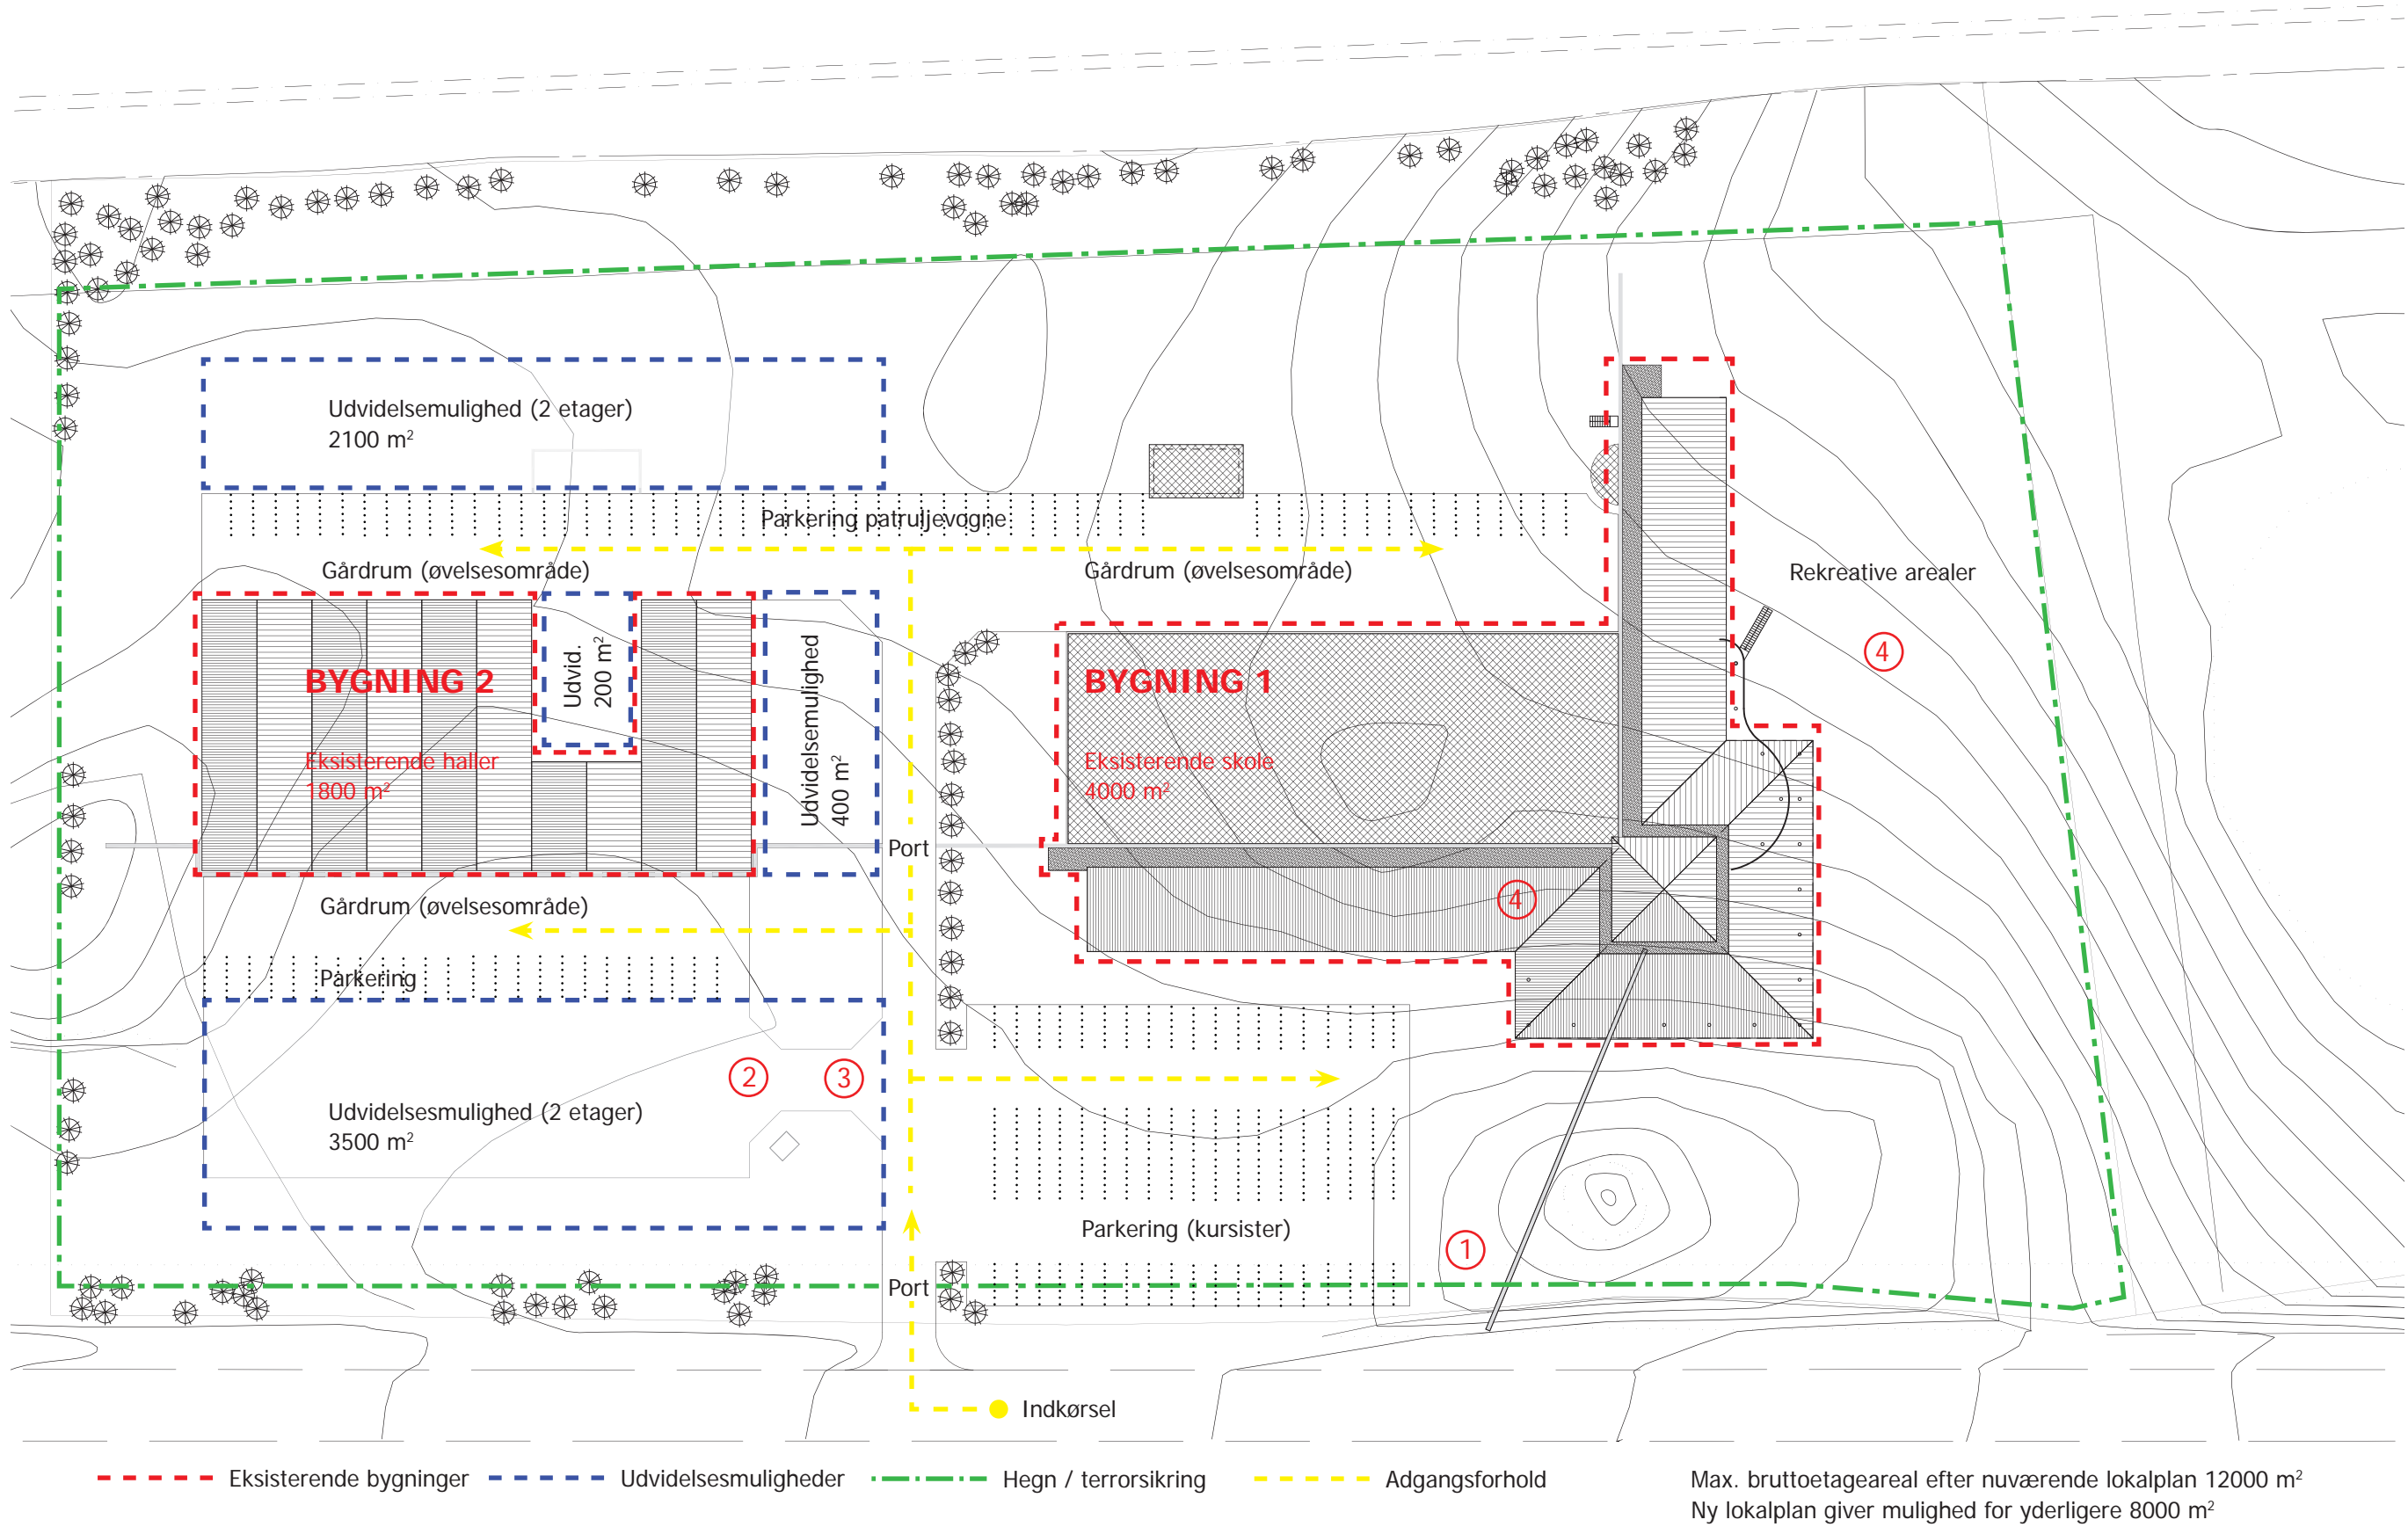 Udvidelsemulighed (2 etager)
2100 m²
Parkering patruljevogne
Gårdrum (øvelsesområde)
Gårdrum (øvelsesområde)
Rekreative arealer
BYGNING 2
Eksisterende haller
1800 m²
Udvid.
200 m²
Udvidelsemulighed
400 m²
BYGNING 1
Eksisterende skole
4000 m²
4
Port
4
Gårdrum (øvelsesområde)
Parkering
2
3
Udvidelsesmulighed (2 etager)
3500 m²
Parkering (kursister)
1
Port
Indkørsel
Eksisterende bygninger
Udvidelsesmuligheder
Hegn / terrorsikring
Adgangsforhold
Max. bruttoetageareal efter nuværende lokalplan 12000 m²
Ny lokalplan giver mulighed for yderligere 8000 m²